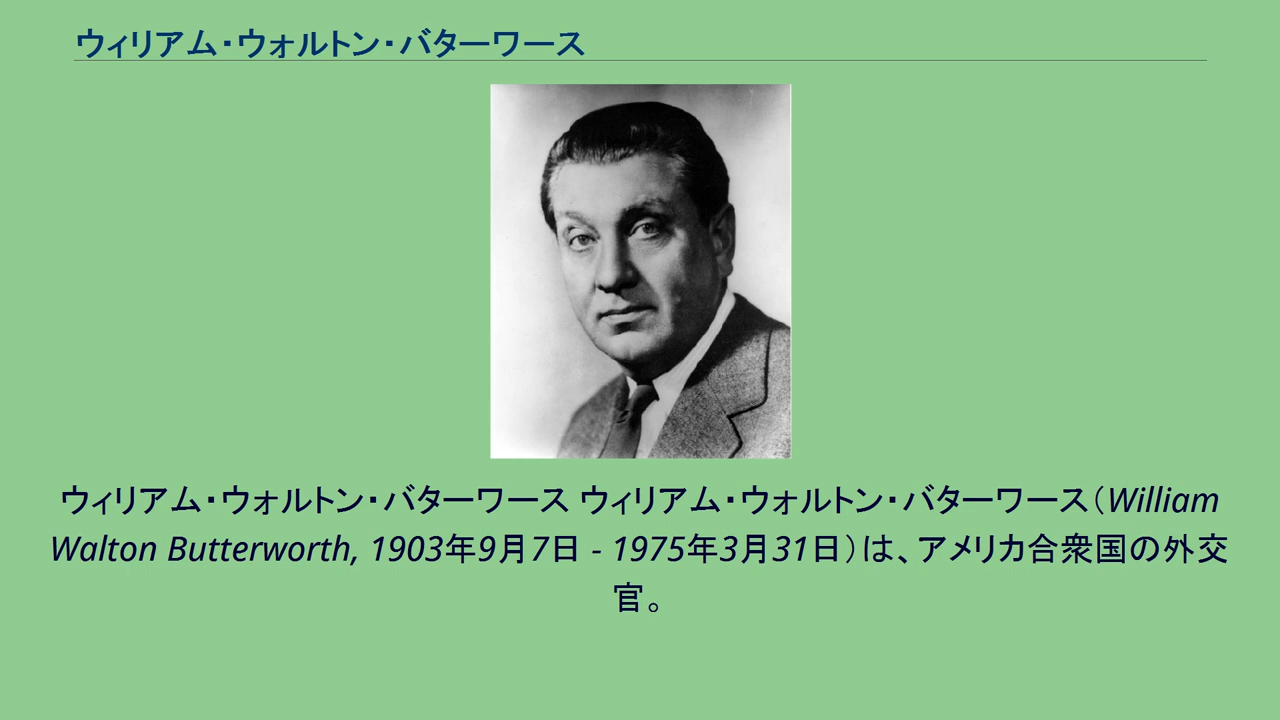 ウィリアム・ウォルトン・バターワース
ウィリアム・ウォルトン・バターワース ウィリアム・ウォルトン・バターワース（William
Walton Butterworth, 1903年9月7日 - 1975年3月31日）は、アメリカ合衆国の外交
官。